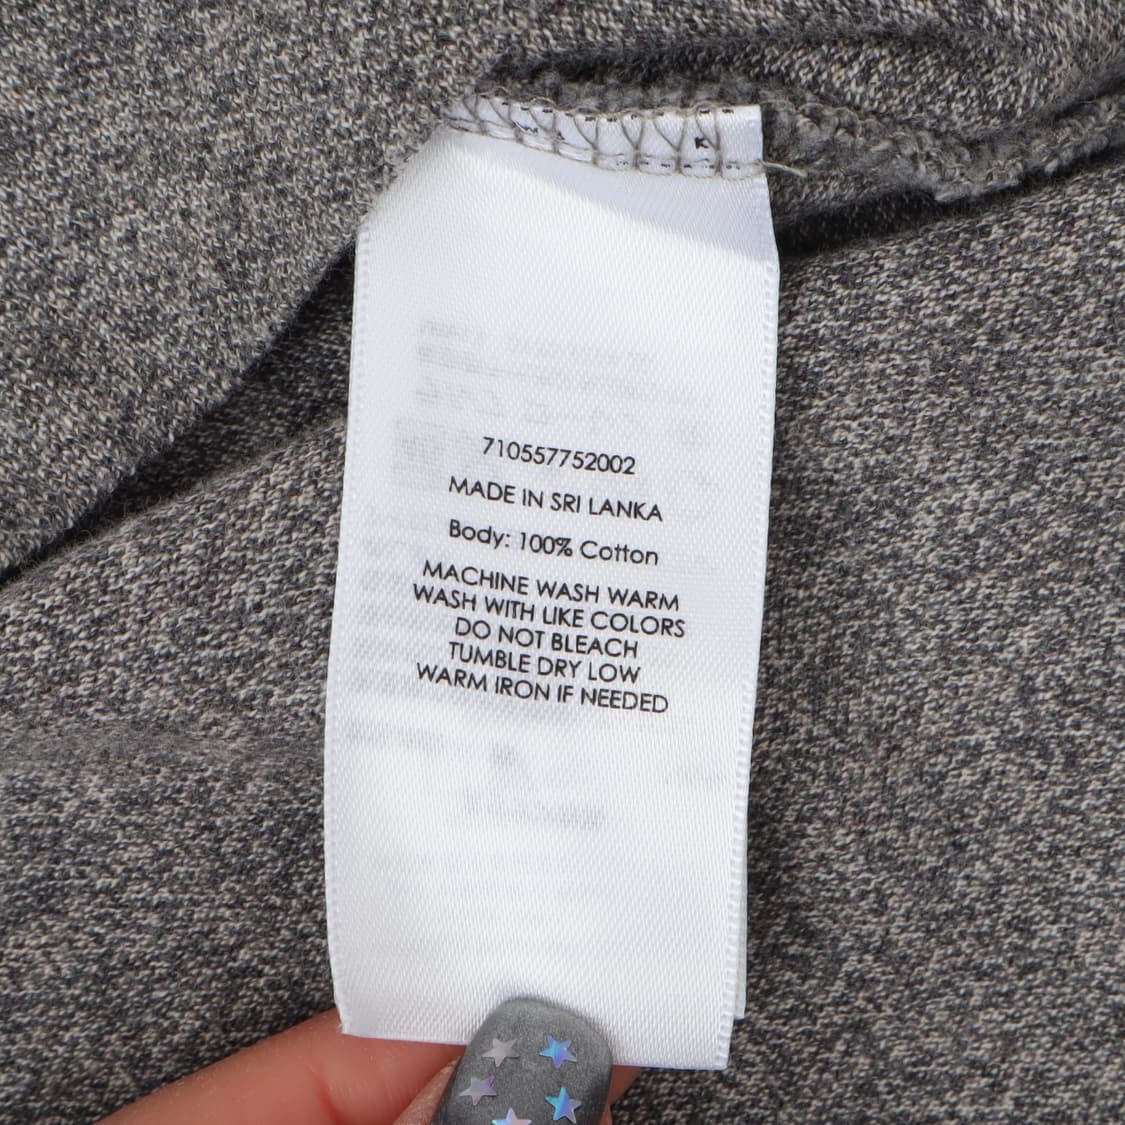 710557752002
MADE IN SRI LANKA
Body: 100% Cotton
MACHINE WASH WARM
WASH WITH LIKE COLORS
DO NOT BLEACH
TUMBLE DRY LOW
WARM IRON IF NEEDED